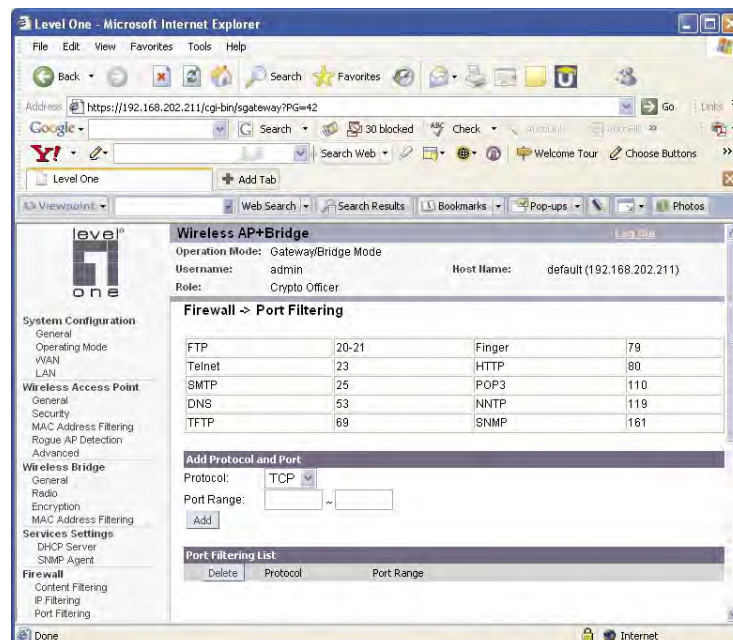 Level One - Microsoft Internet Explorer
File Edit View Favorites Tools Help
Back Search Favorites
Address https://192.168.202.211/cgi-bin/sgateway?PG=42 Go Links
Google Search 30 blocked ABC Check
Y! Search Web Welcome Tour Choose Buttons
Level One Add Tab
Viewpoint Web Search Search Results Bookmarks Pop-ups Photos
level
one
Wireless AP+Bridge Log Out
Operation Mode: Gateway/Bridge Mode
Username: admin Host Name: default (192.168.202.211)
Role: Crypto Officer
System Configuration
General
Operating Mode
WAN
LAN
Wireless Access Point
General
Security
MAC Address Filtering
Rogue AP Detection
Advanced
Wireless Bridge
General
Radio
Encryption
MAC Address Filtering
Services Settings
DHCP Server
SNMP Agent
Firewall
Content Filtering
IP Filtering
Port Filtering
Firewall -> Port Filtering
FTP 20-21 Finger 79
Telnet 23 HTTP 80
SMTP 25 POP3 110
DNS 53 NNTP 119
TFTP 69 SNMP 161
Add Protocol and Port
Protocol: TCP
Port Range: ~
Add
Port Filtering List
Delete Protocol Port Range
Done Internet